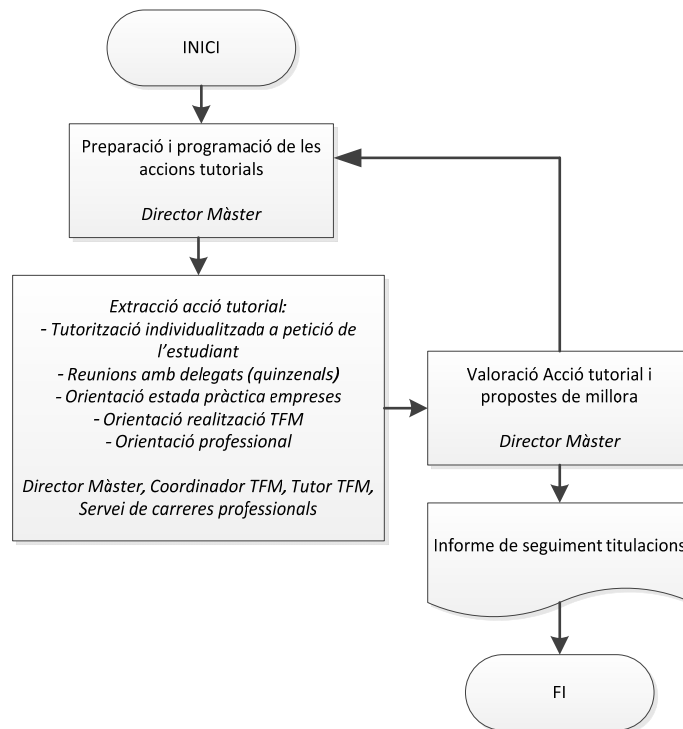 INICI
Preparació i programació de les
accions tutorials
Director Màster
Extracció acció tutorial:
- Tutorització individualitzada a petició de
l'estudiant
- Reunions amb delegats (quinzenals)
- Orientació estada pràctica empreses
- Orientació realització TFM
- Orientació professional
Director Màster, Coordinador TFM, Tutor TFM,
Servei de carreres professionals
Valoració Acció tutorial i
propostes de millora
Director Màster
Informe de seguiment titulacions
FI